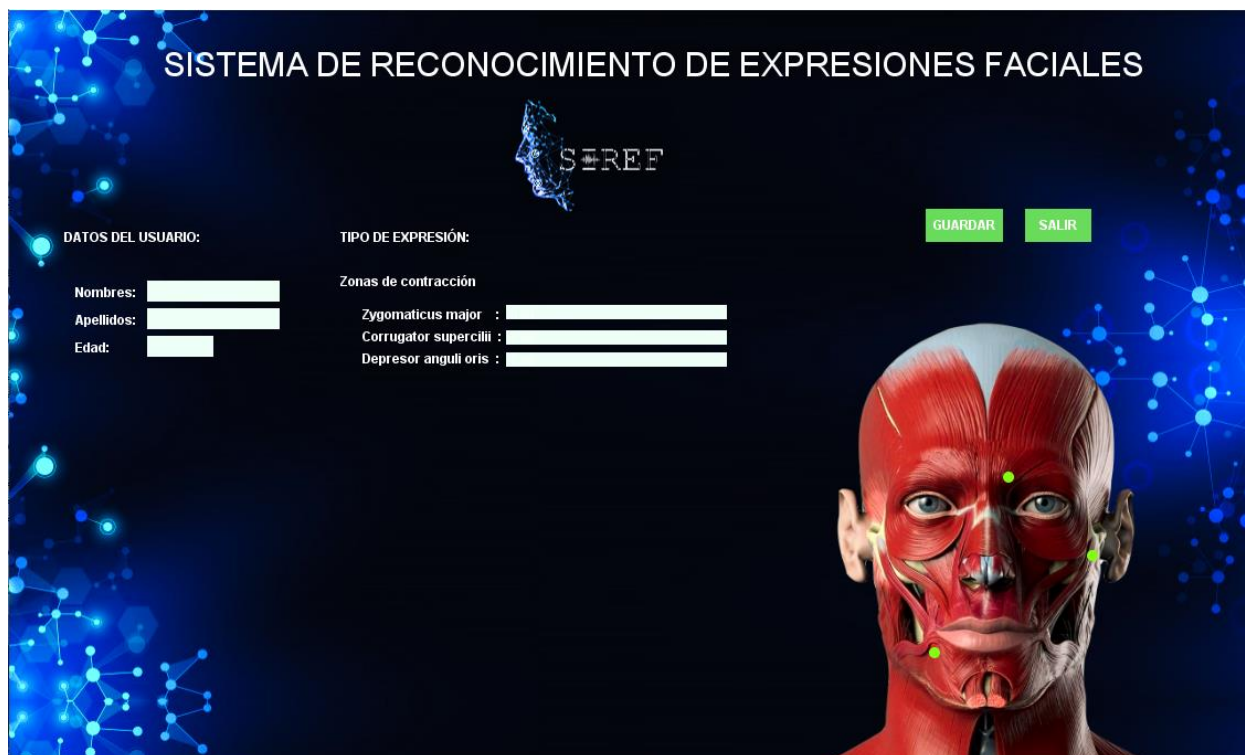 SISTEMA DE RECONOCIMIENTO DE EXPRESIONES FACIALES
SIREF
GUARDAR SALIR
DATOS DEL USUARIO:
Nombres:
Apellidos:
Edad:
TIPO DE EXPRESIÓN:
Zonas de contracción
Zygomaticus major :
Corrugator supercilii :
Depresor anguli oris :